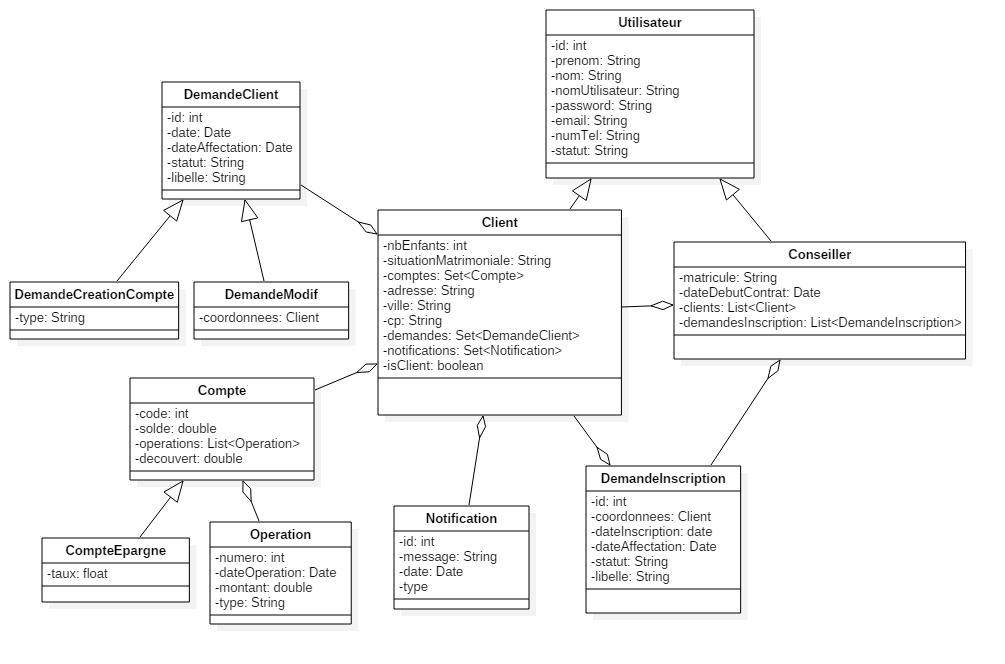 Utilisateur
-id: int
-prenom: String
-nom: String
-nomUtilisateur: String
-password: String
-email: String
-numTel: String
-statut: String
DemandeClient
-id: int
-date: Date
-dateAffectation: Date
-statut: String
-libelle: String
Client
-nbEnfants: int
-situationMatrimoniale: String
-comptes: Set<Compte>
-adresse: String
-ville: String
-cp: String
-demandes: Set<DemandeClient>
-notifications: Set<Notification>
-isClient: boolean
Conseiller
-matricule: String
-dateDebutContrat: Date
-clients: List<Client>
-demandesInscription: List<DemandeInscription>
DemandeCreationCompte
-type: String
DemandeModif
-coordonnees: Client
Compte
-code: int
-solde: double
-operations: List<Operation>
-decouvert: double
DemandeInscription
-id: int
-coordonnees: Client
-dateInscription: date
-dateAffectation: Date
-statut: String
-libelle: String
Notification
-id: int
-message: String
-date: Date
-type
Operation
-numero: int
-dateOperation: Date
-montant: double
-type: String
CompteEpargne
-taux: float